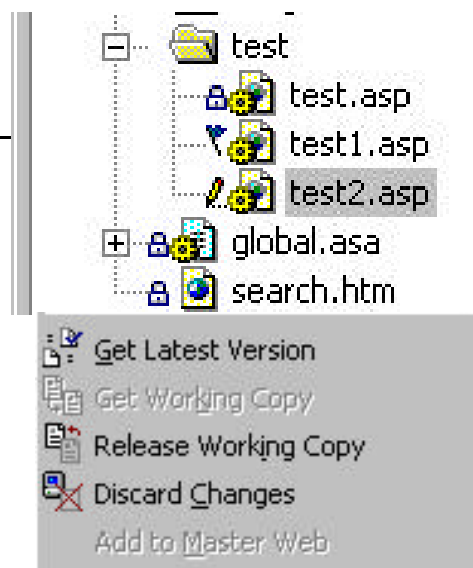 test
test.asp
test1.asp
test2.asp
global.asa
search.htm
Get Latest Version
Get Working Copy
Release Working Copy
Discard Changes
Add to Master Web